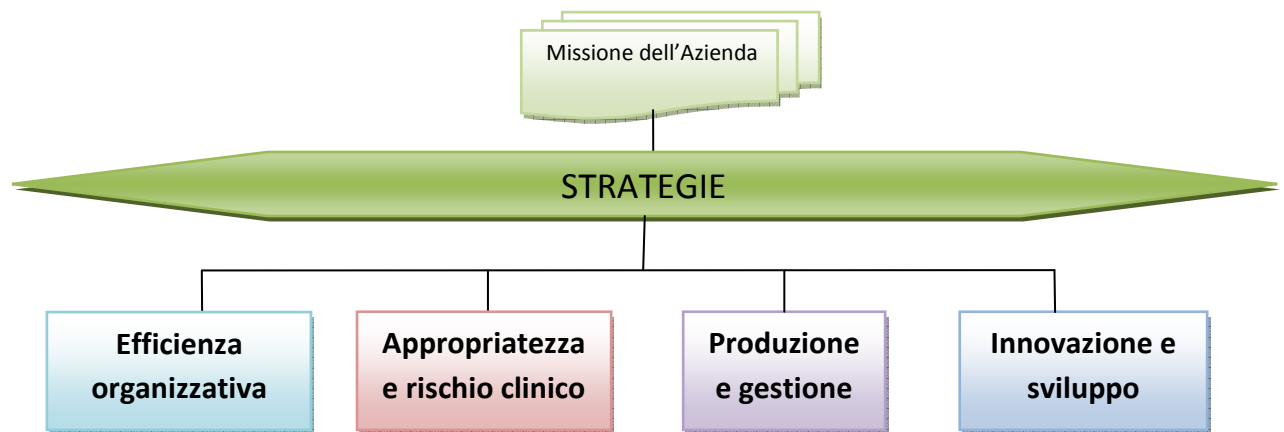 Missione dell’Azienda
STRATEGIE
Efficienza
organizzativa
Appropriatezza
e rischio clinico
Produzione
e gestione
Innovazione e
sviluppo